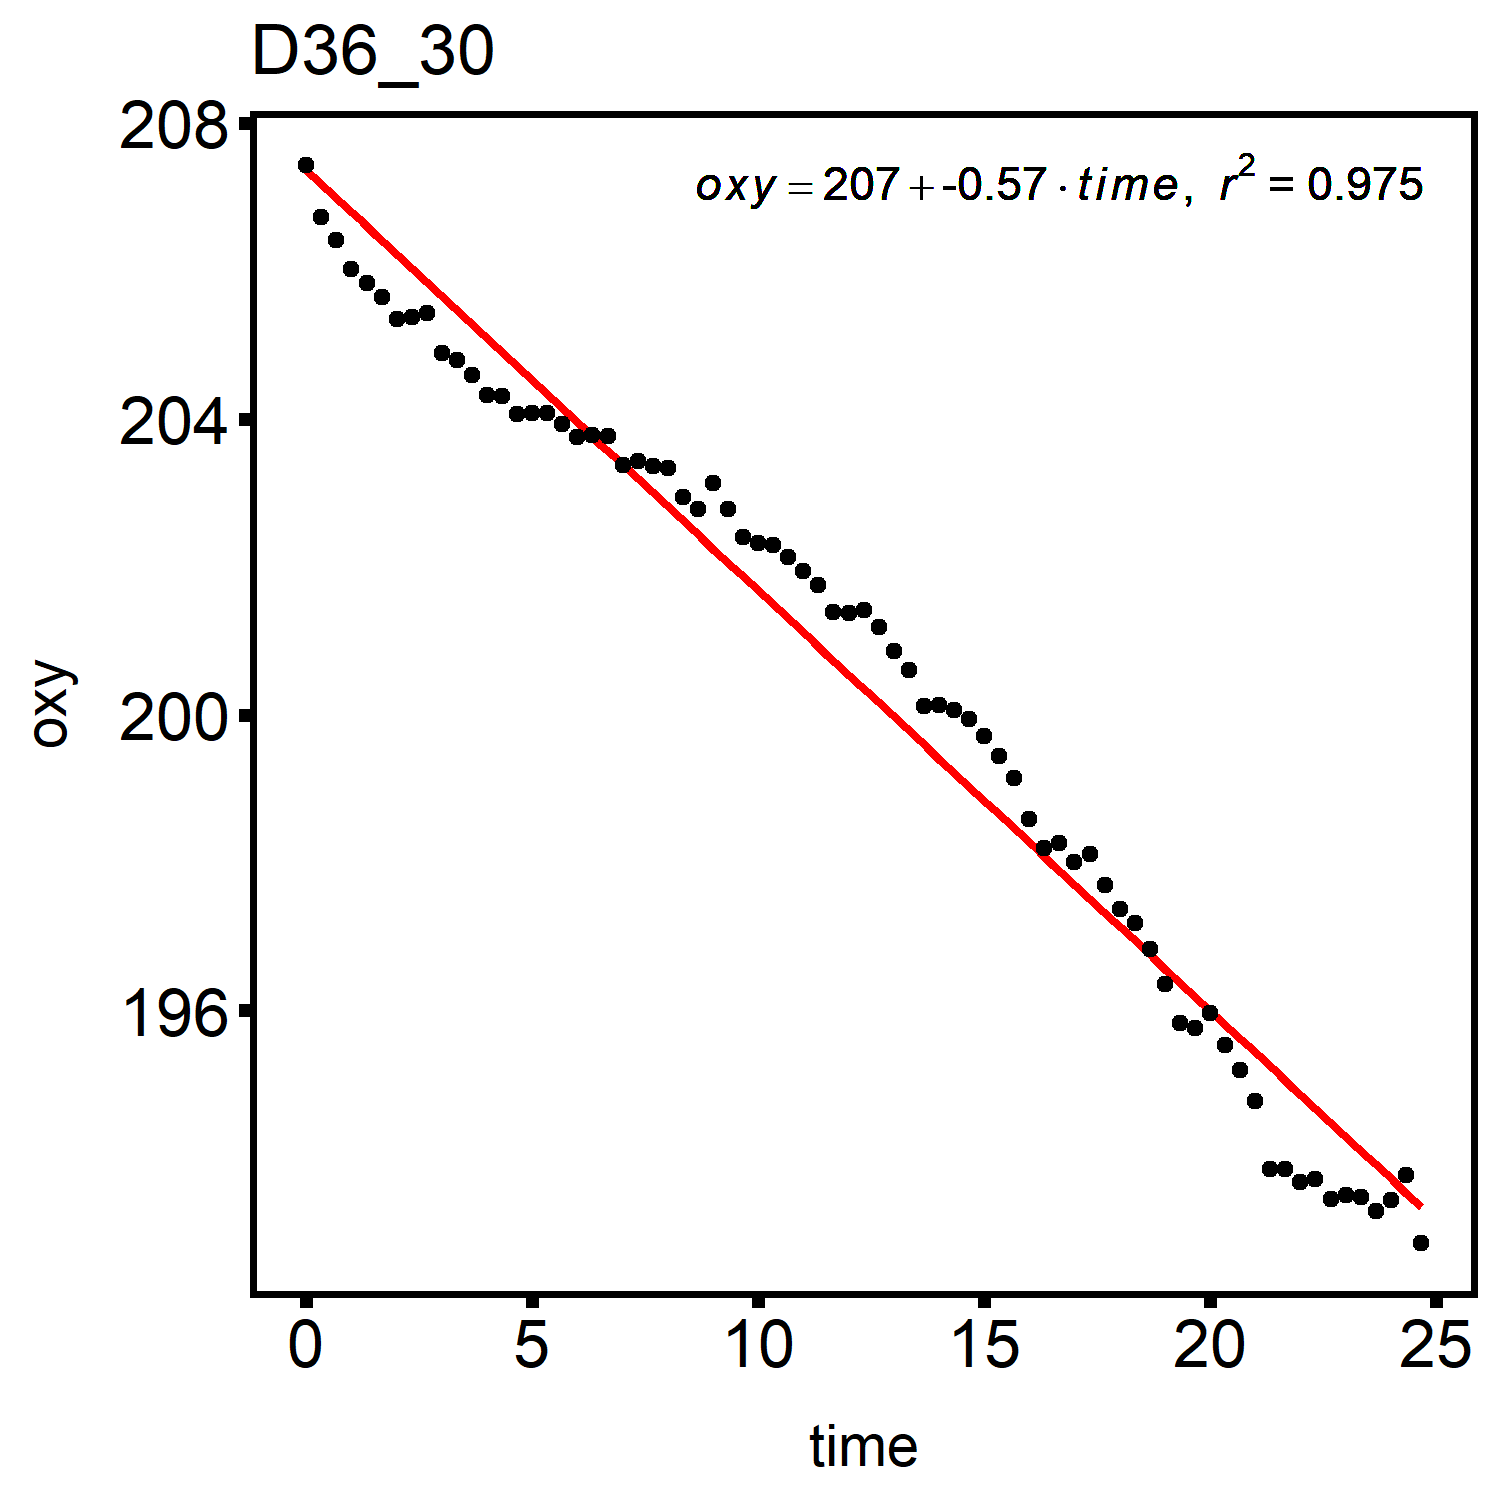 D36_30
oxy = 207 + -0.57 · time, r² = 0.975
208
204
200
196
oxy
0 5 10 15 20 25
time